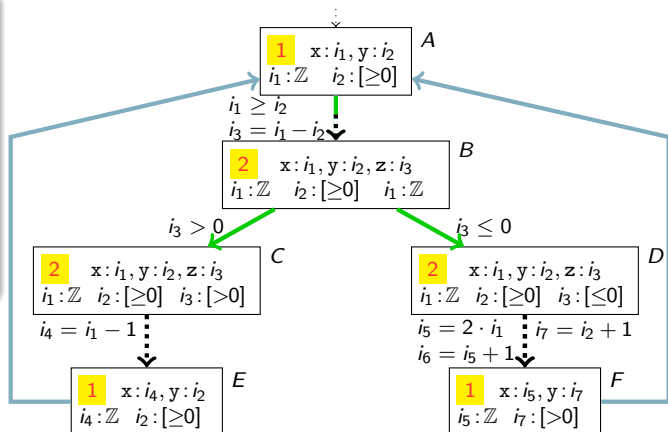 A
1 x:i₁, y:i₂
i₁:ℤ i₂:[≥0]
i₁ ≥ i₂
i₃ = i₁ − i₂
B
2 x:i₁, y:i₂, z:i₃
i₁:ℤ i₂:[≥0] i₁:ℤ
i₃ > 0
i₃ ≤ 0
C
2 x:i₁, y:i₂, z:i₃
i₁:ℤ i₂:[≥0] i₃:[>0]
D
2 x:i₁, y:i₂, z:i₃
i₁:ℤ i₂:[≥0] i₃:[≤0]
i₄ = i₁ − 1
i₅ = 2 · i₁ i₇ = i₂ + 1
i₆ = i₅ + 1
E
1 x:i₄, y:i₂
i₄:ℤ i₂:[≥0]
F
1 x:i₅, y:i₇
i₅:ℤ i₇:[>0]